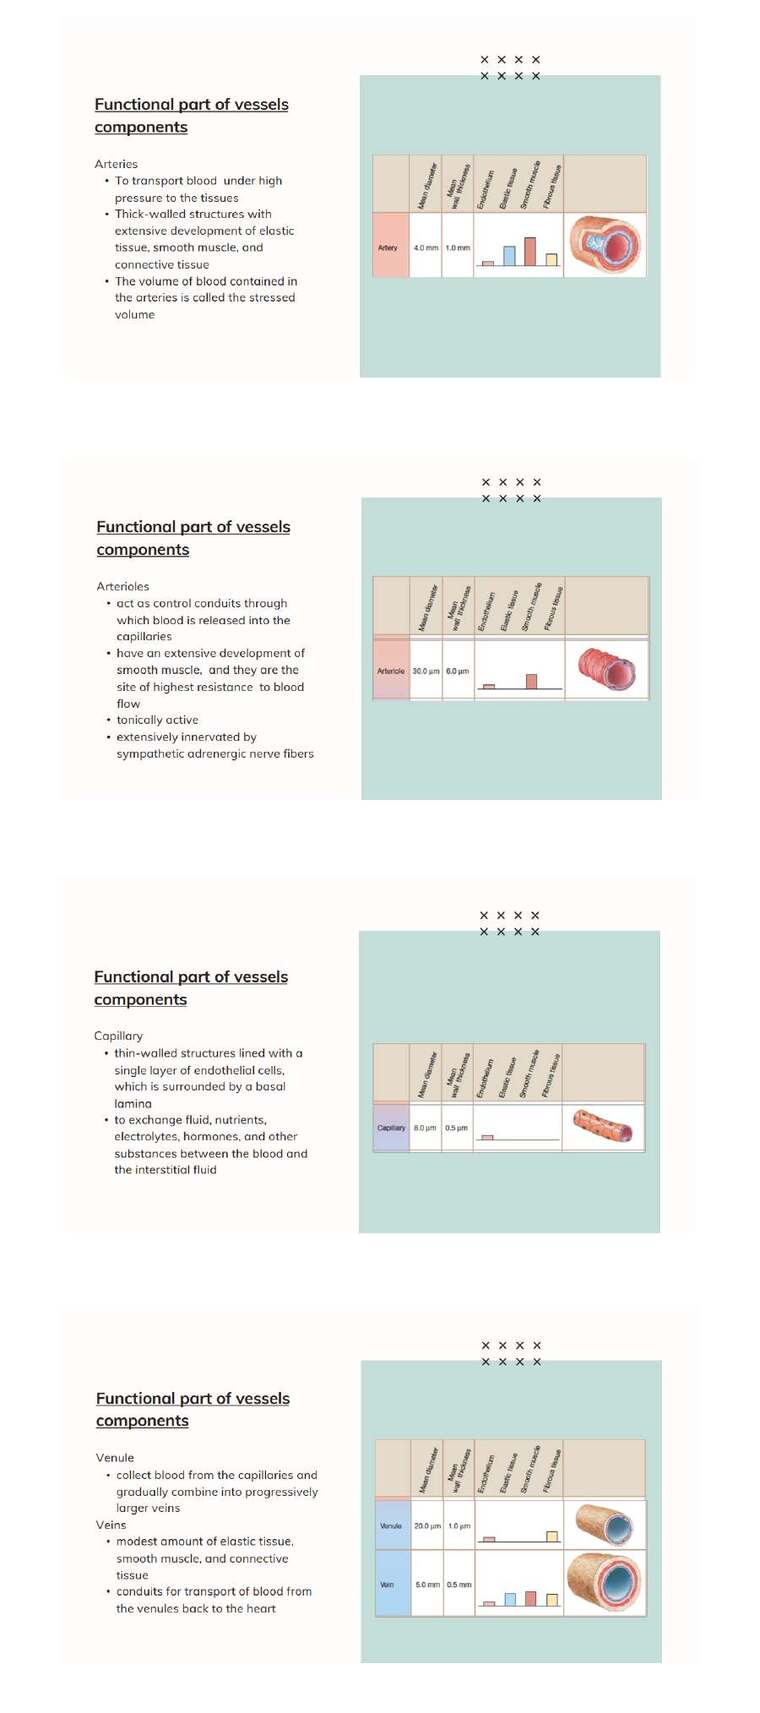 Functional part of vessels
components
Arteries
• To transport blood under high
pressure to the tissues
• Thick-walled structures with
extensive development of elastic
tissue, smooth muscle, and
connective tissue
• The volume of blood contained in
the arteries is called the stressed
volume
Mean diameter
Mean
wall thickness
Endothelium
Elastic tissue
Smooth muscle
Fibrous tissue
Artery 4.0 mm 1.0 mm
Functional part of vessels
components
Arterioles
• act as control conduits through
which blood is released into the
capillaries
• have an extensive development of
smooth muscle, and they are the
site of highest resistance to blood
flow
• tonically active
• extensively innervated by
sympathetic adrenergic nerve fibers
Mean diameter
Mean
wall thickness
Endothelium
Elastic tissue
Smooth muscle
Fibrous tissue
Arteriole 30.0 µm 6.0 µm
Functional part of vessels
components
Capillary
• thin-walled structures lined with a
single layer of endothelial cells,
which is surrounded by a basal
lamina
• to exchange fluid, nutrients,
electrolytes, hormones, and other
substances between the blood and
the interstitial fluid
Mean diameter
Mean
wall thickness
Endothelium
Elastic tissue
Smooth muscle
Fibrous tissue
Capillary 8.0 µm 0.5 µm
Functional part of vessels
components
Venule
• collect blood from the capillaries and
gradually combine into progressively
larger veins
Veins
• modest amount of elastic tissue,
smooth muscle, and connective
tissue
• conduits for transport of blood from
the venules back to the heart
Mean diameter
Mean
wall thickness
Endothelium
Elastic tissue
Smooth muscle
Fibrous tissue
Venule 20.0 µm 1.0 µm
Vein 5.0 mm 0.5 mm